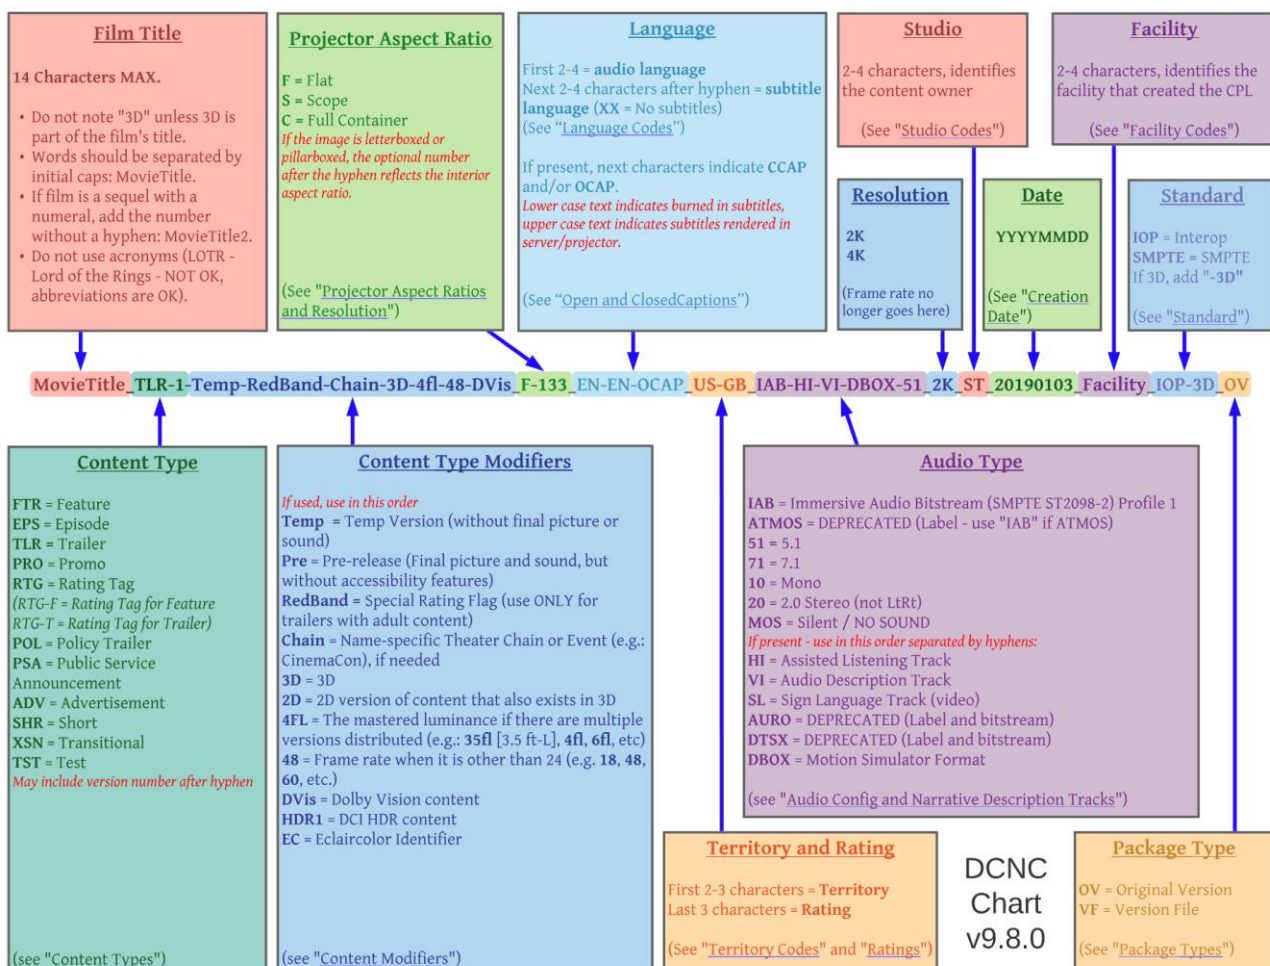 Film Title
14 Characters MAX.
• Do not note "3D" unless 3D is
part of the film's title.
• Words should be separated by
initial caps: MovieTitle.
• If film is a sequel with a
numeral, add the number
without a hyphen: MovieTitle2.
• Do not use acronyms (LOTR -
Lord of the Rings - NOT OK,
abbreviations are OK).
Projector Aspect Ratio
F = Flat
S = Scope
C = Full Container
If the image is letterboxed or
pillarboxed, the optional number
after the hyphen reflects the interior
aspect ratio.
(See "Projector Aspect Ratios
and Resolution")
Language
First 2-4 = audio language
Next 2-4 characters after hyphen = subtitle
language (XX = No subtitles)
(See “Language Codes”)
If present, next characters indicate CCAP
and/or OCAP.
Lower case text indicates burned in subtitles,
upper case text indicates subtitles rendered in
server/projector.
(See “Open and ClosedCaptions”)
Studio
2-4 characters, identifies
the content owner
(See "Studio Codes")
Facility
2-4 characters, identifies the
facility that created the CPL
(See "Facility Codes")
Resolution
2K
4K
(Frame rate no
longer goes here)
Date
YYYYMMDD
(See "Creation
Date")
Standard
IOP = Interop
SMPTE = SMPTE
If 3D, add "-3D"
(See "Standard")
MovieTitle_TLR-1-Temp-RedBand-Chain-3D-4fl-48-DVis_F-133_EN-EN-OCAP_US-GB_IAB-HI-VI-DBOX-51_2K_ST_20190103_Facility_IOP-3D_OV
Content Type
FTR = Feature
EPS = Episode
TLR = Trailer
PRO = Promo
RTG = Rating Tag
(RTG-F = Rating Tag for Feature
RTG-T = Rating Tag for Trailer)
POL = Policy Trailer
PSA = Public Service
Announcement
ADV = Advertisement
SHR = Short
XSN = Transitional
TST = Test
May include version number after hyphen
(see "Content Types")
Content Type Modifiers
If used, use in this order
Temp = Temp Version (without final picture or
sound)
Pre = Pre-release (Final picture and sound, but
without accessibility features)
RedBand = Special Rating Flag (use ONLY for
trailers with adult content)
Chain = Name-specific Theater Chain or Event (e.g.:
CinemaCon), if needed
3D = 3D
2D = 2D version of content that also exists in 3D
4FL = The mastered luminance if there are multiple
versions distributed (e.g.: 35fl [3.5 ft-L], 4fl, 6fl, etc)
48 = Frame rate when it is other than 24 (e.g. 18, 48,
60, etc.)
DVis = Dolby Vision content
HDR1 = DCI HDR content
EC = Eclaircolor Identifier
(see "Content Modifiers")
Audio Type
IAB = Immersive Audio Bitstream (SMPTE ST2098-2) Profile 1
ATMOS = DEPRECATED (Label - use "IAB" if ATMOS)
51 = 5.1
71 = 7.1
10 = Mono
20 = 2.0 Stereo (not LtRt)
MOS = Silent / NO SOUND
If present - use in this order separated by hyphens:
HI = Assisted Listening Track
VI = Audio Description Track
SL = Sign Language Track (video)
AURO = DEPRECATED (Label and bitstream)
DTSX = DEPRECATED (Label and bitstream)
DBOX = Motion Simulator Format
(see "Audio Config and Narrative Description Tracks")
Territory and Rating
First 2-3 characters = Territory
Last 3 characters = Rating
(See "Territory Codes" and "Ratings")
DCNC
Chart
v9.8.0
Package Type
OV = Original Version
VF = Version File
(See "Package Types")